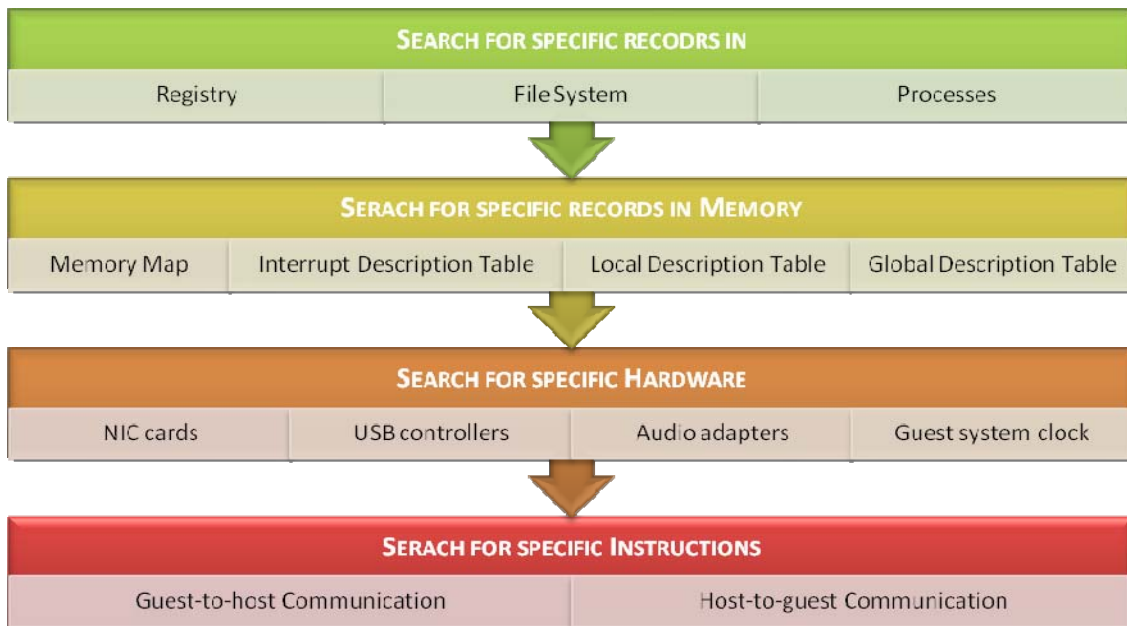 SEARCH FOR SPECIFIC RECODRS IN
Registry File System Processes
SERACH FOR SPECIFIC RECORDS IN MEMORY
Memory Map Interrupt Description Table Local Description Table Global Description Table
SEARCH FOR SPECIFIC HARDWARE
NIC cards USB controllers Audio adapters Guest system clock
SERACH FOR SPECIFIC INSTRUCTIONS
Guest-to-host Communication Host-to-guest Communication